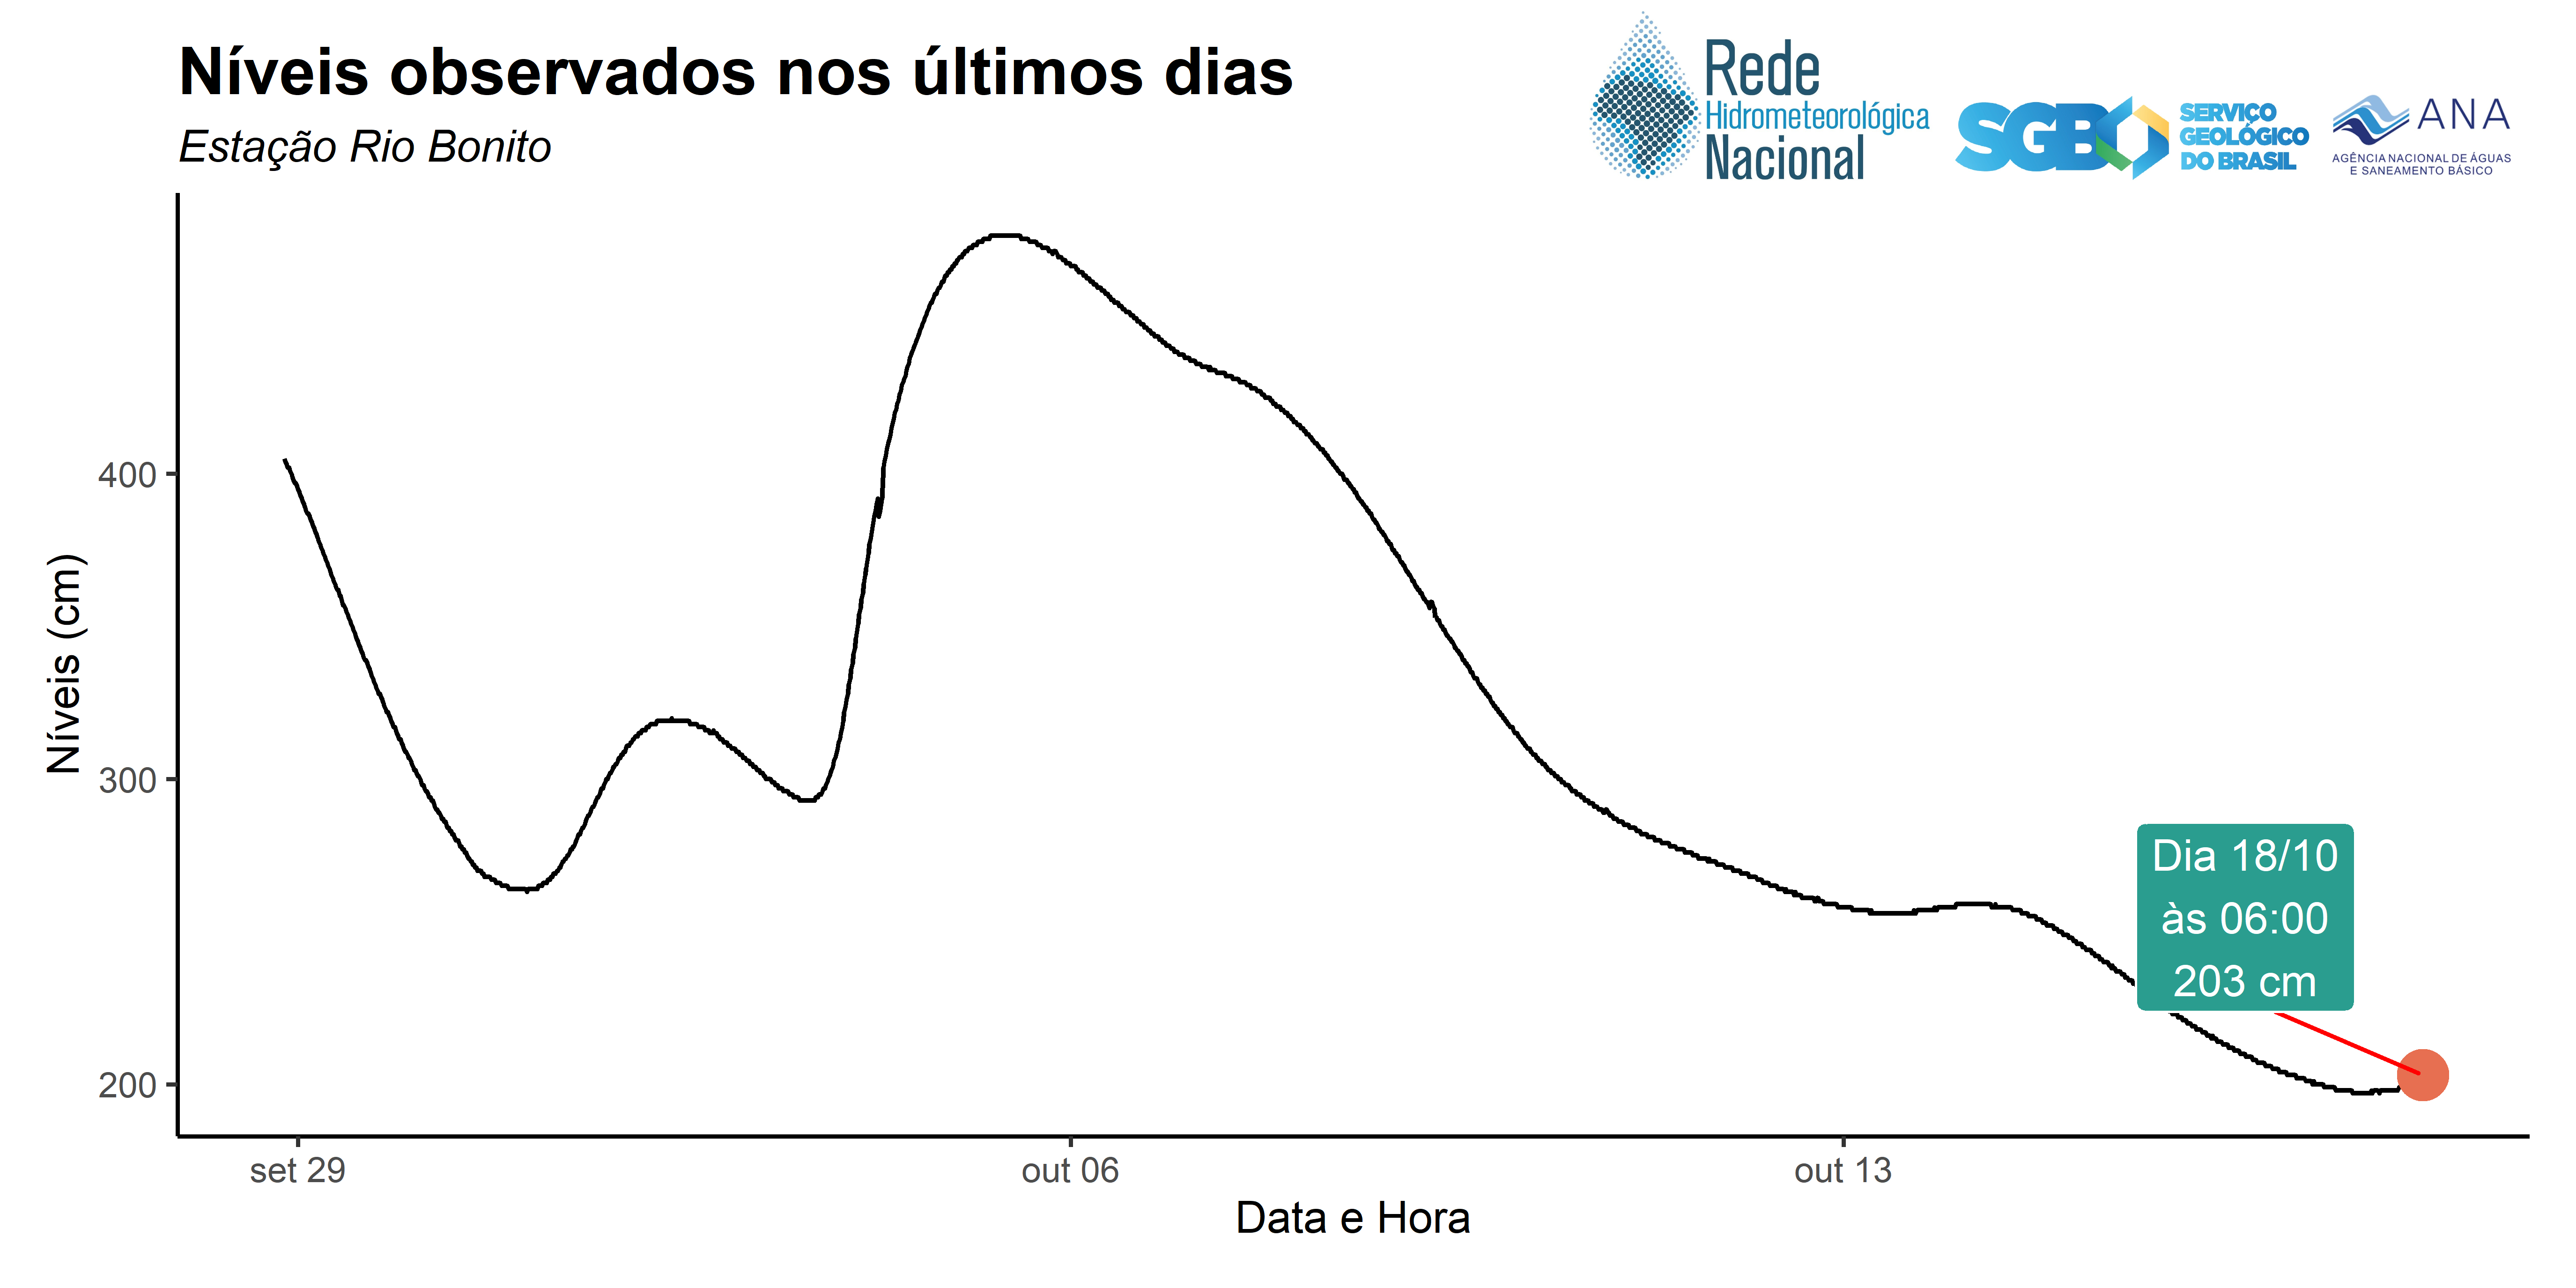 Níveis observados nos últimos dias
Estação Rio Bonito
Rede
Hidrometeorológica
Nacional
SGB
SERVIÇO
GEOLÓGICO
DO BRASIL
ANA
AGÊNCIA NACIONAL DE ÁGUAS
E SANEAMENTO BÁSICO
Níveis (cm)
400
300
200
Dia 18/10
às 06:00
203 cm
set 29
out 06
out 13
Data e Hora